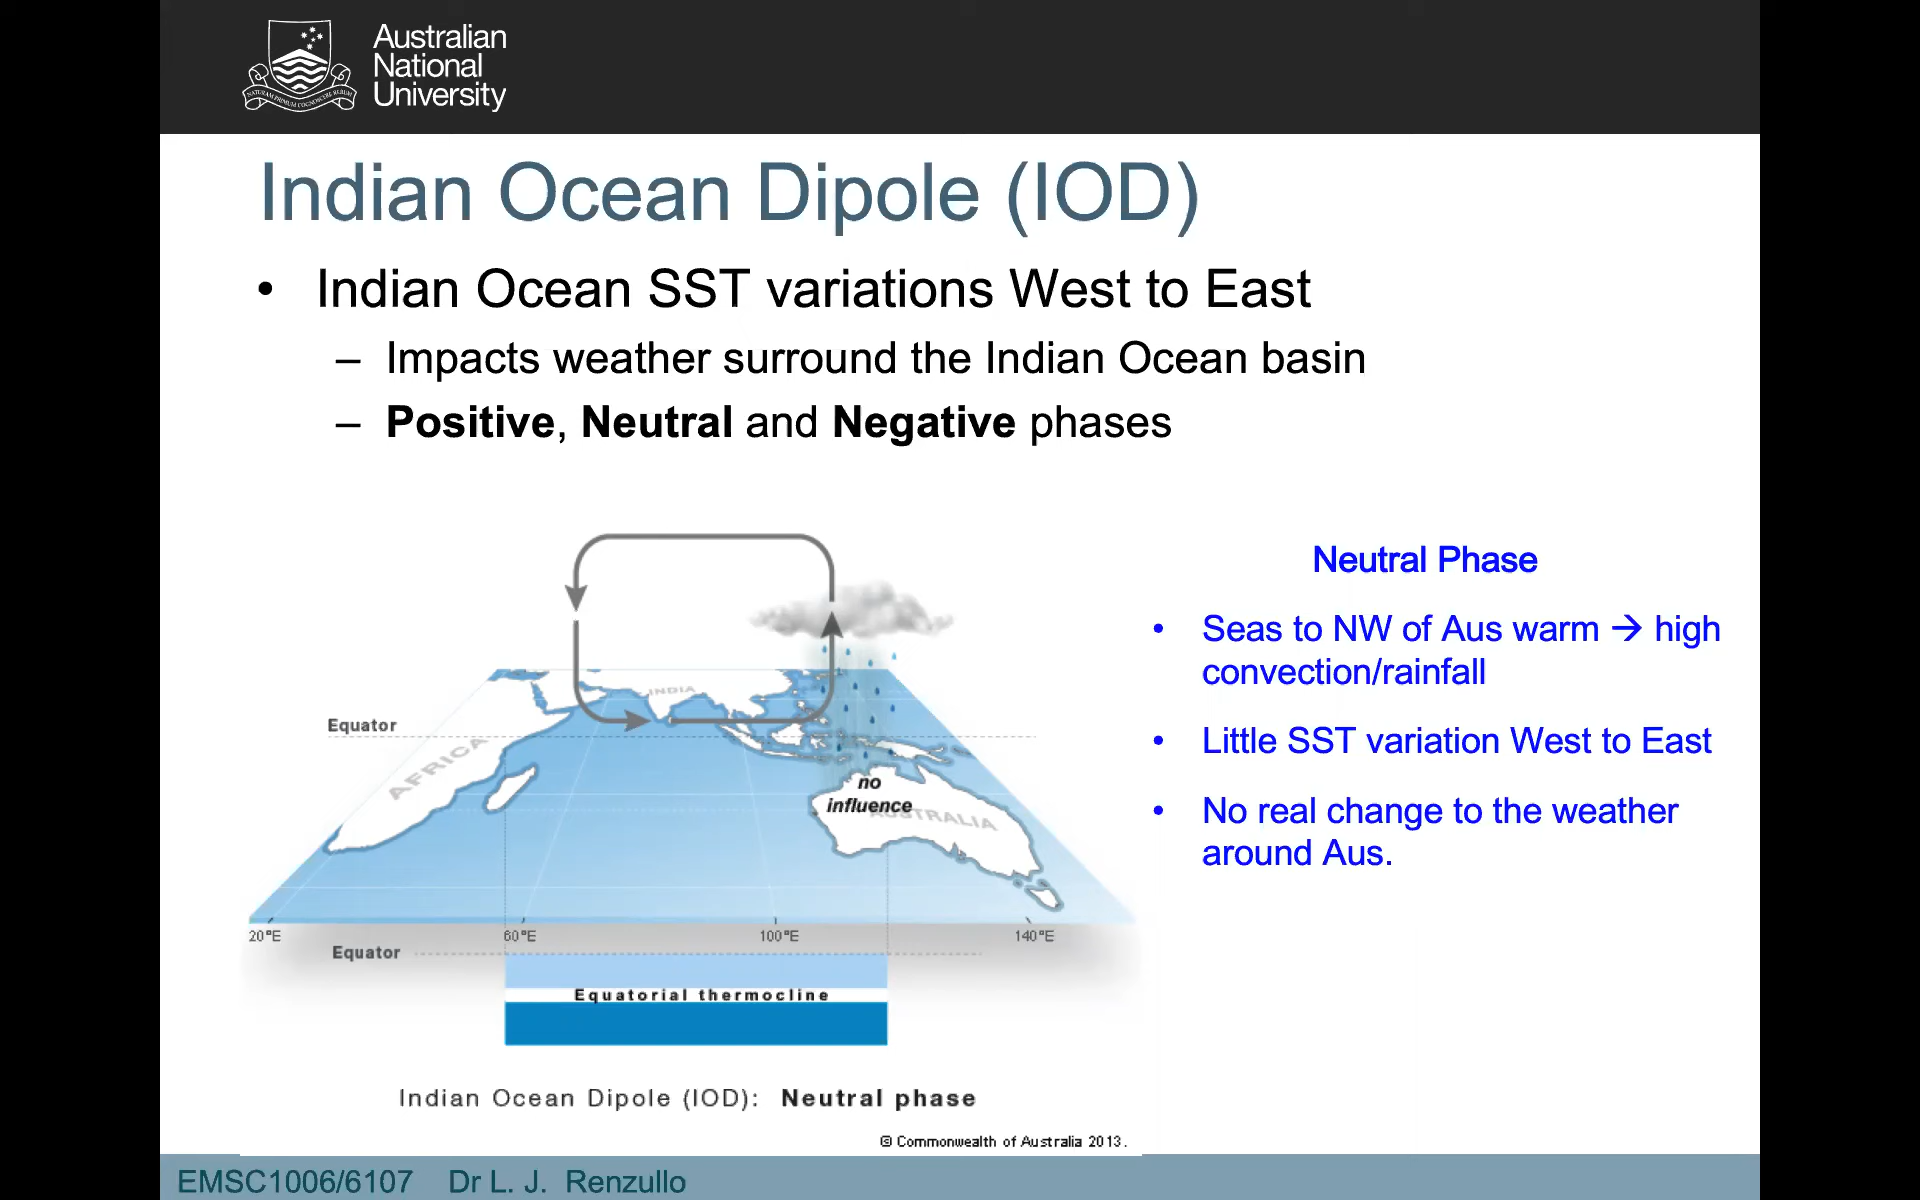 Australian
National
University
NATURAM PRIMUM COGNOSCERE RERUM
Indian Ocean Dipole (IOD)
• Indian Ocean SST variations West to East
– Impacts weather surround the Indian Ocean basin
– Positive, Neutral and Negative phases
Neutral Phase
• Seas to NW of Aus warm → high
convection/rainfall
• Little SST variation West to East
• No real change to the weather
around Aus.
INDIA
Equator
AFRICA
no
influence
AUSTRALIA
20°E 60°E 100°E 140°E
Equator
Equatorial thermocline
Indian Ocean Dipole (IOD): Neutral phase
© Commonwealth of Australia 2013.
EMSC1006/6107 Dr L. J. Renzullo